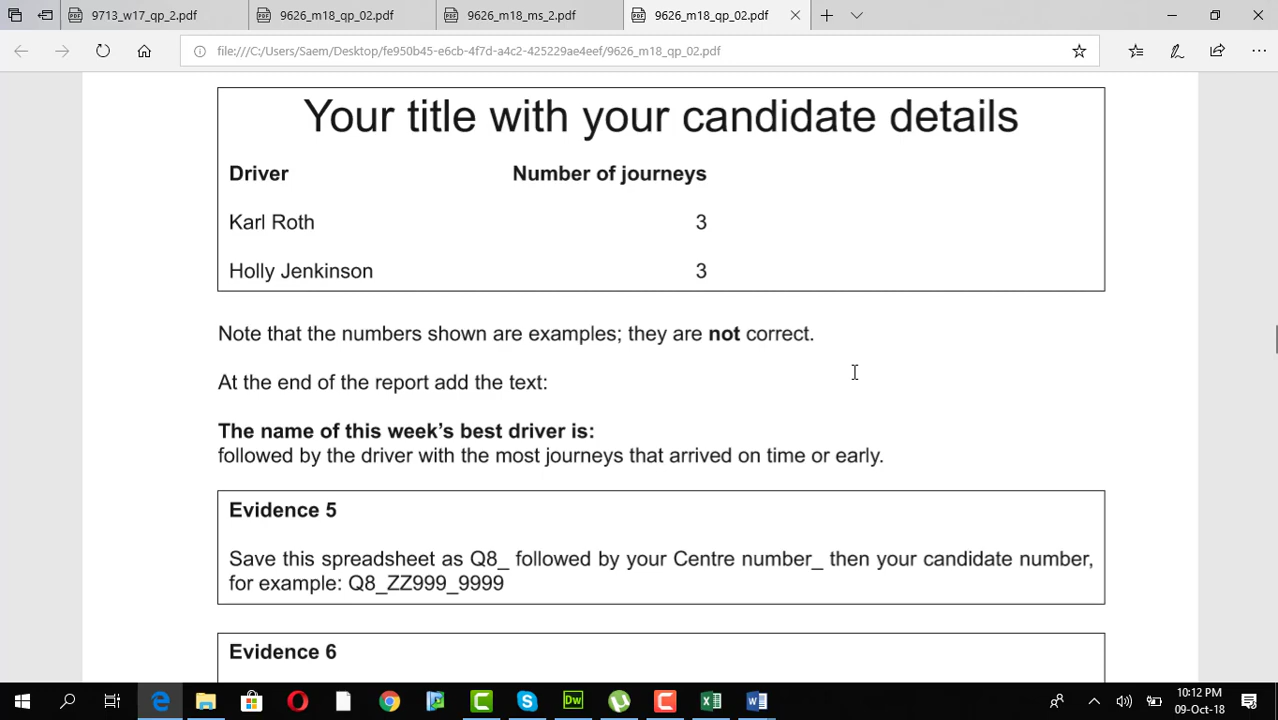 9713_w17_qp_2.pdf
9626_m18_qp_02.pdf
9626_m18_ms_2.pdf
9626_m18_qp_02.pdf
file:///C:/Users/Saem/Desktop/fe950b45-e6cb-4f7d-a4c2-425229ae4eef/9626_m18_qp_02.pdf
Your title with your candidate details
Driver Number of journeys
Karl Roth 3
Holly Jenkinson 3
Note that the numbers shown are examples; they are not correct.
At the end of the report add the text:
The name of this week's best driver is:
followed by the driver with the most journeys that arrived on time or early.
Evidence 5
Save this spreadsheet as Q8_ followed by your Centre number_ then your candidate number,
for example: Q8_ZZ999_9999
Evidence 6
10:12 PM
09-Oct-18